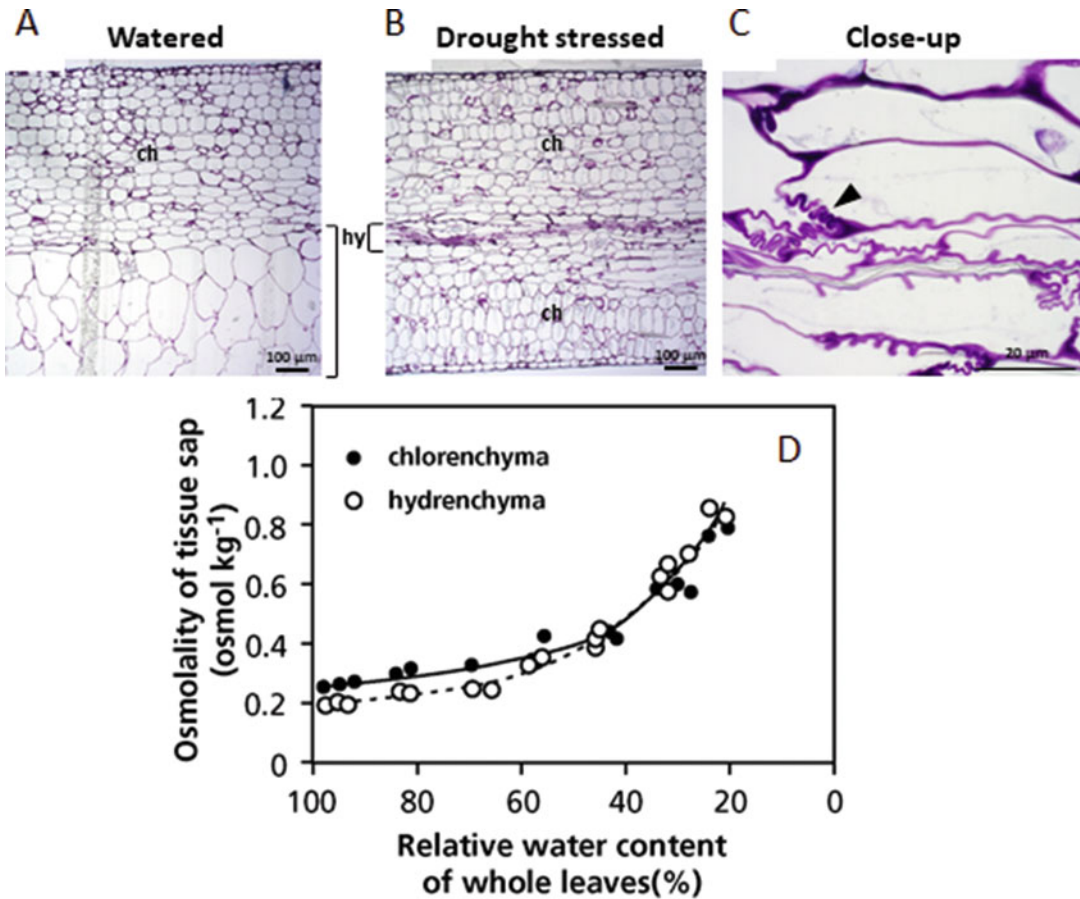 A
Watered
ch
100 µm
hy
B
Drought stressed
ch
ch
100 µm
C
Close-up
20 µm
D
Osmolality of tissue sap
(osmol kg⁻¹)
1.2
1.0
0.8
0.6
0.4
0.2
0
chlorenchyma
hydrenchyma
100 80 60 40 20 0
Relative water content
of whole leaves(%)